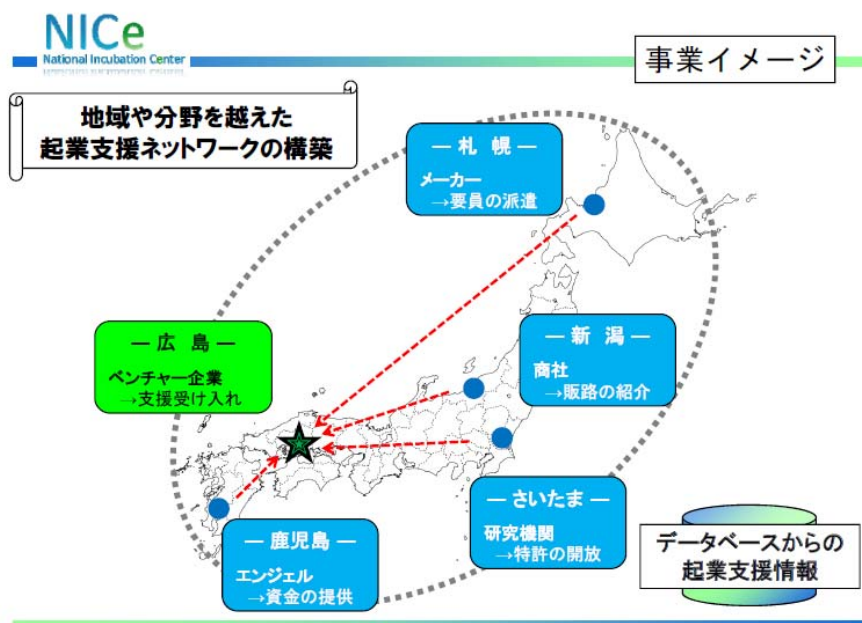 NICe
National Incubation Center
事業イメージ
地域や分野を越えた
起業支援ネットワークの構築
― 札 幌 ―
メーカー
→要員の派遣
― 広 島 ―
ベンチャー企業
→支援受け入れ
― 新 潟 ―
商社
→販路の紹介
― さいたま ―
研究機関
→特許の開放
― 鹿児島 ―
エンジェル
→資金の提供
データベースからの
起業支援情報